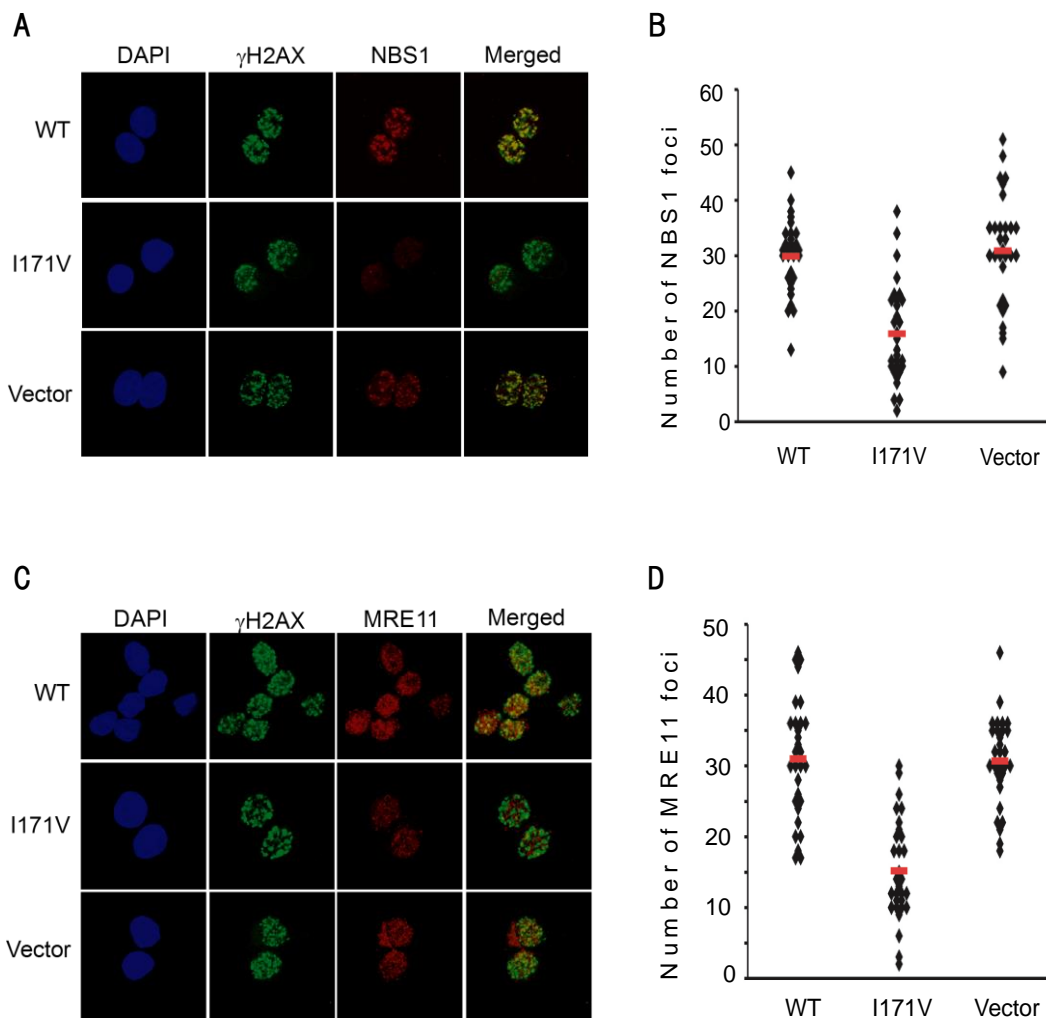 A
DAPI γH2AX NBS1 Merged
WT
I171V
Vector
B
Number of NBS1 foci
60
50
40
30
20
10
0
WT I171V Vector
C
DAPI γH2AX MRE11 Merged
WT
I171V
Vector
D
Number of MRE11 foci
50
40
30
20
10
0
WT I171V Vector